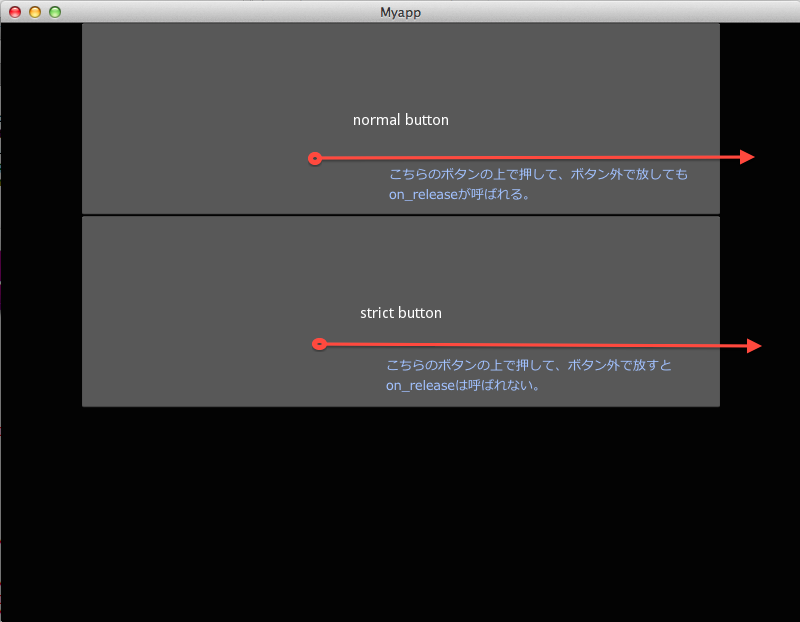 Myapp
normal button
こちらのボタンの上で押して、ボタン外で放しても
on_releaseが呼ばれる。
strict button
こちらのボタンの上で押して、ボタン外で放すと
on_releaseは呼ばれない。